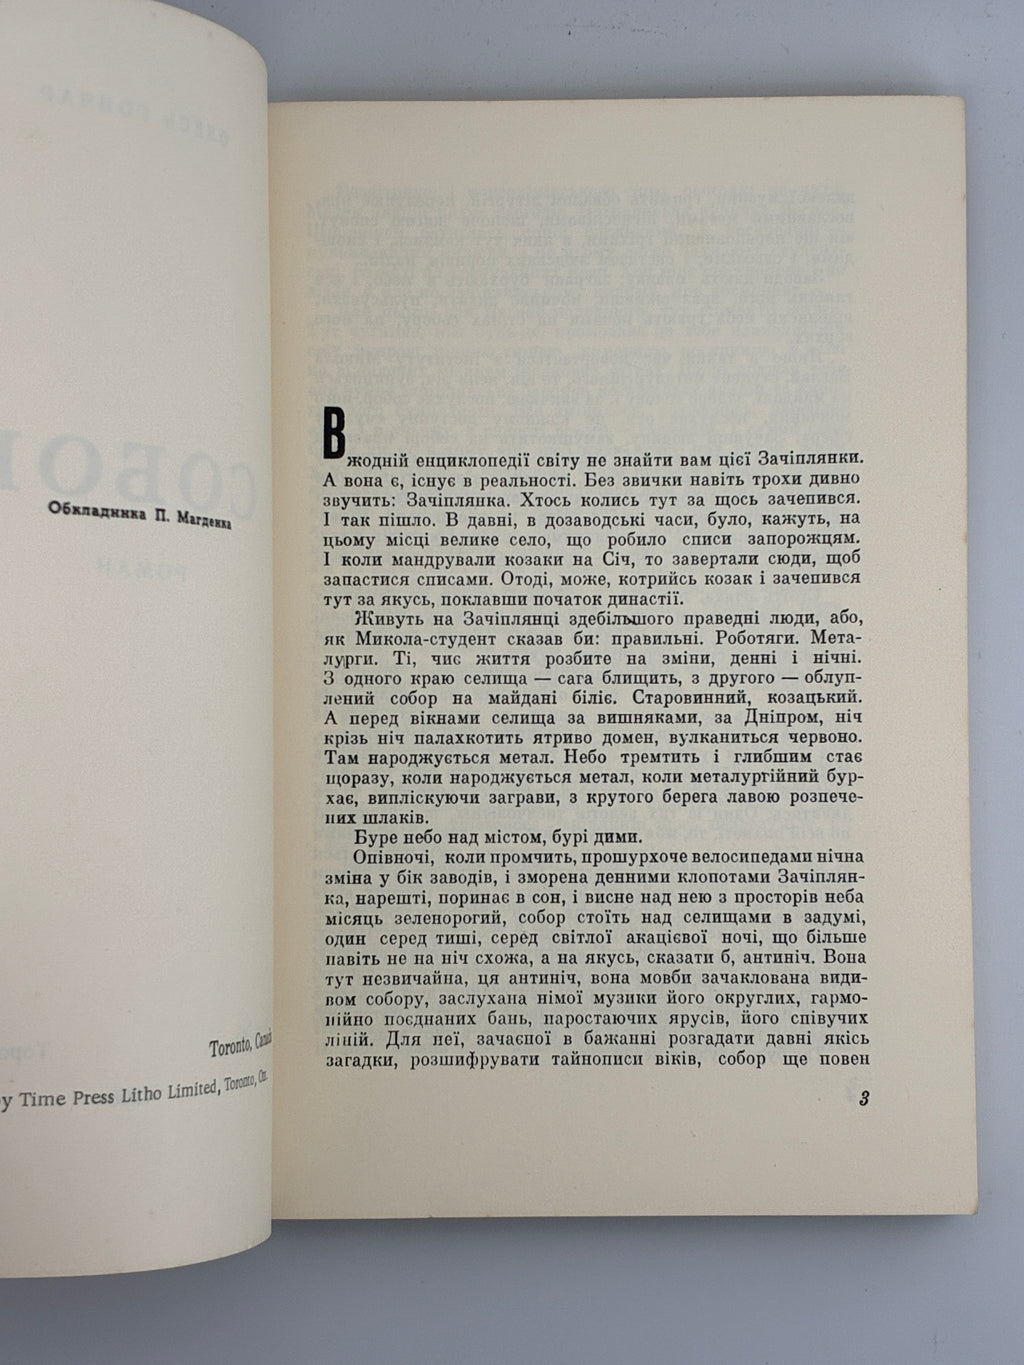 Обкладинка П. Магденка
Toronto, Canada
y Time Press Litho Limited, Toronto, Ont.
В жодній енциклопедії світу не знайти вам цієї Зачіплянки.
А вона є, існує в реальності. Без звички навіть трохи дивно
звучить: Зачіплянка. Хтось колись тут за щось зачепився.
І так пішло. В давні, в дозаводські часи, було, кажуть, на
цьому місці велике село, що робило списи запорожцям.
І коли мандрували козаки на Січ, то завертали сюди, щоб
запастися списами. Отоді, може, котрийсь козак і зачепився
тут за якусь, поклавши початок династії.
Живуть на Зачіплянці здебільшого праведні люди, або,
як Микола-студент сказав би: правильні. Роботяги. Мета-
лурги. Ті, чиє життя розбите на зміни, денні і нічні.
З одного краю селища — сага блищить, з другого — облуп-
лений собор на майдані біліє. Старовинний, козацький.
А перед вікнами селища за вишняками, за Дніпром, ніч
крізь ніч палахкотить ятриво домен, вулканиться червоно.
Там народжується метал. Небо тремтить і глибшим стає
щоразу, коли народжується метал, коли металургійний бур-
хає, випліскуючи заграви, з крутого берега лавою розпече-
них шлаків.
Буре небо над містом, бурі дими.
Опівночі, коли промчить, прошурхоче велосипедами нічна
зміна у бік заводів, і зморена денними клопотами Зачіплян-
ка, нарешті, поринає в сон, і висне над нею з просторів неба
місяць зеленорогий, собор стоїть над селищами в задумі,
один серед тиші, серед світлої акацієвої ночі, що більше
навіть не на ніч схожа, а на якусь, сказати б, антиніч. Вона
тут незвичайна, ця антиніч, вона мовби зачаклована види-
вом собору, заслухана німої музики його округлих, гармо-
нійно поєднаних бань, наростаючих ярусів, його співучих
ліній. Для неї, зачаєної в бажанні розгадати давні якісь
загадки, розшифрувати тайнописи віків, собор ще повен
3